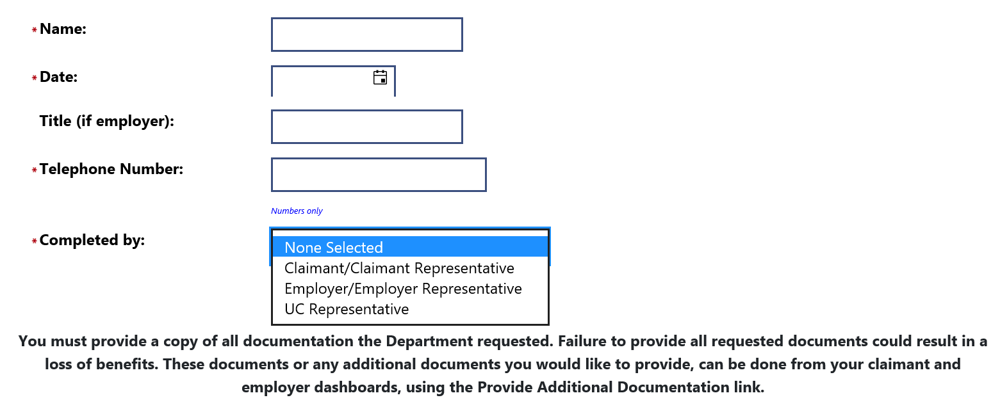 *Name:
*Date:
Title (if employer):
*Telephone Number:
Numbers only
*Completed by:
None Selected
Claimant/Claimant Representative
Employer/Employer Representative
UC Representative
You must provide a copy of all documentation the Department requested. Failure to provide all requested documents could result in a
loss of benefits. These documents or any additional documents you would like to provide, can be done from your claimant and
employer dashboards, using the Provide Additional Documentation link.